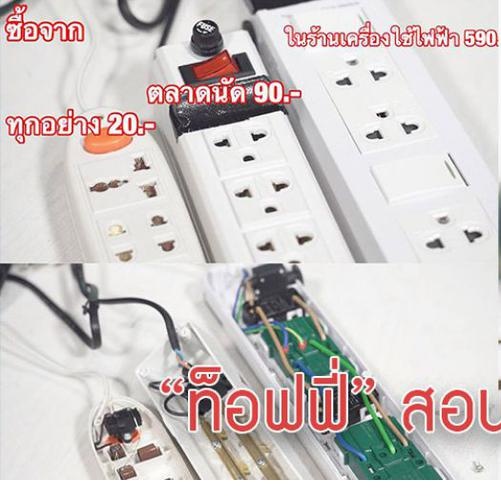 ซื้อจาก
ในร้านเครื่องใช้ไฟฟ้า 590
ตลาดนัด 90.-
ทุกอย่าง 20.-
FUSE
“ท็อฟฟี่” สอน